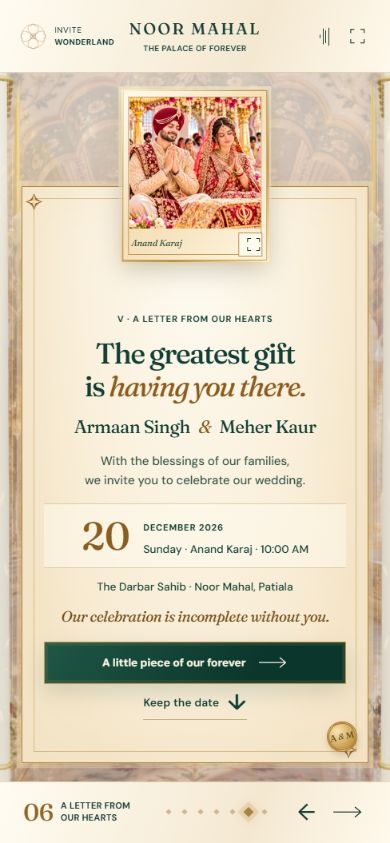 INVITE
WONDERLAND
NOOR MAHAL
THE PALACE OF FOREVER
Anand Karaj
V · A LETTER FROM OUR HEARTS
The greatest gift
is having you there.
Armaan Singh & Meher Kaur
With the blessings of our families,
we invite you to celebrate our wedding.
20
DECEMBER 2026
Sunday · Anand Karaj · 10:00 AM
The Darbar Sahib · Noor Mahal, Patiala
Our celebration is incomplete without you.
A little piece of our forever
Keep the date
A & M
06
A LETTER FROM
OUR HEARTS